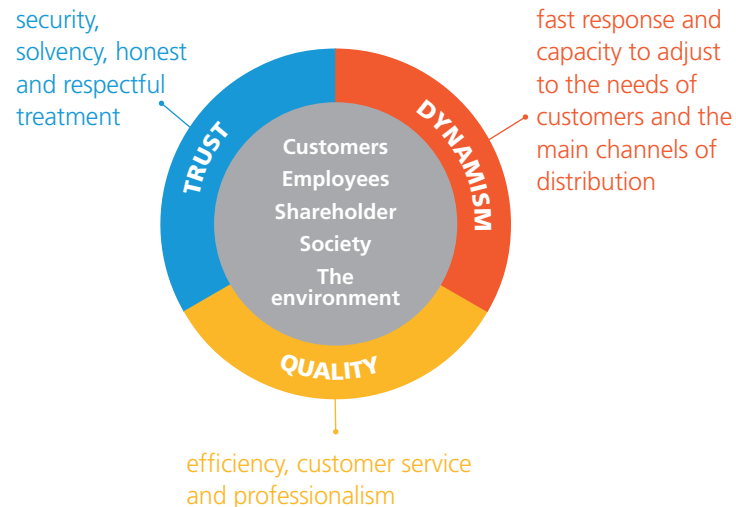 security,
solvency, honest
and respectful
treatment
fast response and
capacity to adjust
to the needs of
customers and the
main channels of
distribution
TRUST
DYNAMISM
Customers
Employees
Shareholder
Society
The
environment
QUALITY
efficiency, customer service
and professionalism